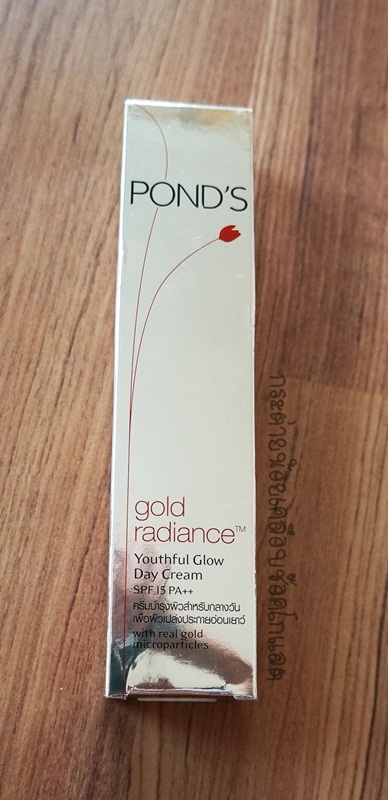 POND'S
gold
radiance™
Youthful Glow
Day Cream
SPF 15 PA++
ครีมบำรุงผิวสำหรับกลางวัน
เพื่อผิวเปล่งประกายอ่อนเยาว์
with real gold
microparticles